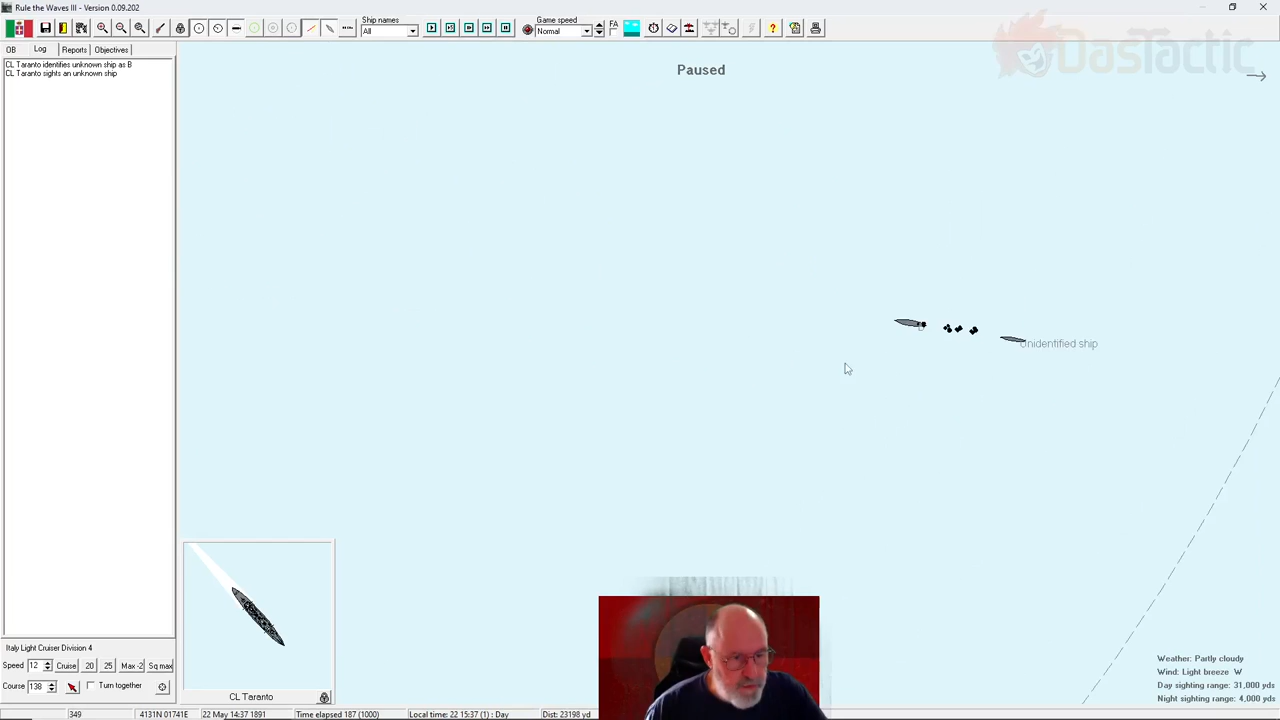 Rule the Waves III - Version 0.09.202
Ship names
All
Game speed
Normal
FA
OB
Log
Reports
Objectives
CL Taranto identifies unknown ship as B
CL Taranto sights an unknown ship
Paused
DasTactic
Unidentified ship
CL Taranto
Italy Light Cruiser Division 4
Speed 12 Cruise 20 25 Max -2 Sq max
Course 138 Turn together
Weather: Partly cloudy
Wind: Light breeze W
Day sighting range: 31,000 yds
Night sighting range: 4,000 yds
349 4131N 01741E 22 May 14:37 1891 Time elapsed 187 (1000) Local time: 22 15:37 (1) : Day Dist: 23198 yd